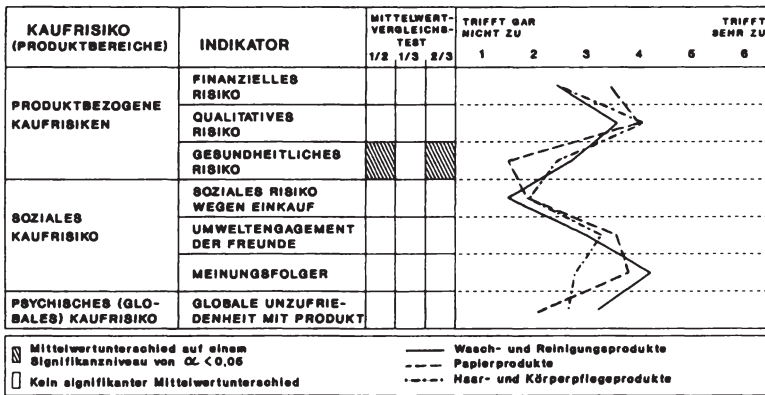 KAUFRISIKO
(PRODUKTBEREICHE)
INDIKATOR
MITTELWERT-
VERGLEICHS-
TEST
1/2 1/3 2/3
TRIFFT GAR
NICHT ZU
TRIFFT
SEHR ZU
1 2 3 4 5 6
PRODUKTBEZOGENE
KAUFRISIKEN
FINANZIELLES
RISIKO
QUALITATIVES
RISIKO
GESUNDHEITLICHES
RISIKO
SOZIALES
KAUFRISIKO
SOZIALES RISIKO
WEGEN EINKAUF
UMWELTENGAGEMENT
DER FREUNDE
MEINUNGSFOLGER
PSYCHISCHES (GLO-
BALES) KAUFRISIKO
GLOBALE UNZUFRIE-
DENHEIT MIT PRODUKT
Mittelwertunterschied auf einem
Signifikanzniveau von α < 0,05
Kein signifikanter Mittelwertunterschied
Wasch- und Reinigungsprodukte
Papierprodukte
Haar- und Körperpflegeprodukte